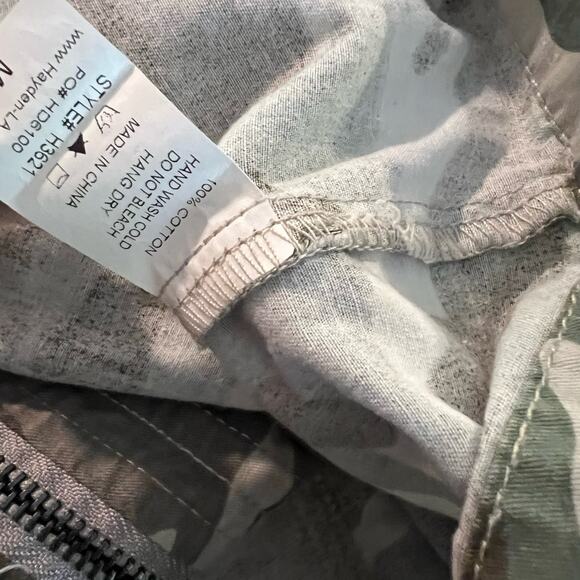 M
www.Hayden-LA
PO# HD6100
STYLE# H3621
MADE IN CHINA
HANG DRY
DO NOT BLEACH
HAND WASH COLD
100% COTTON